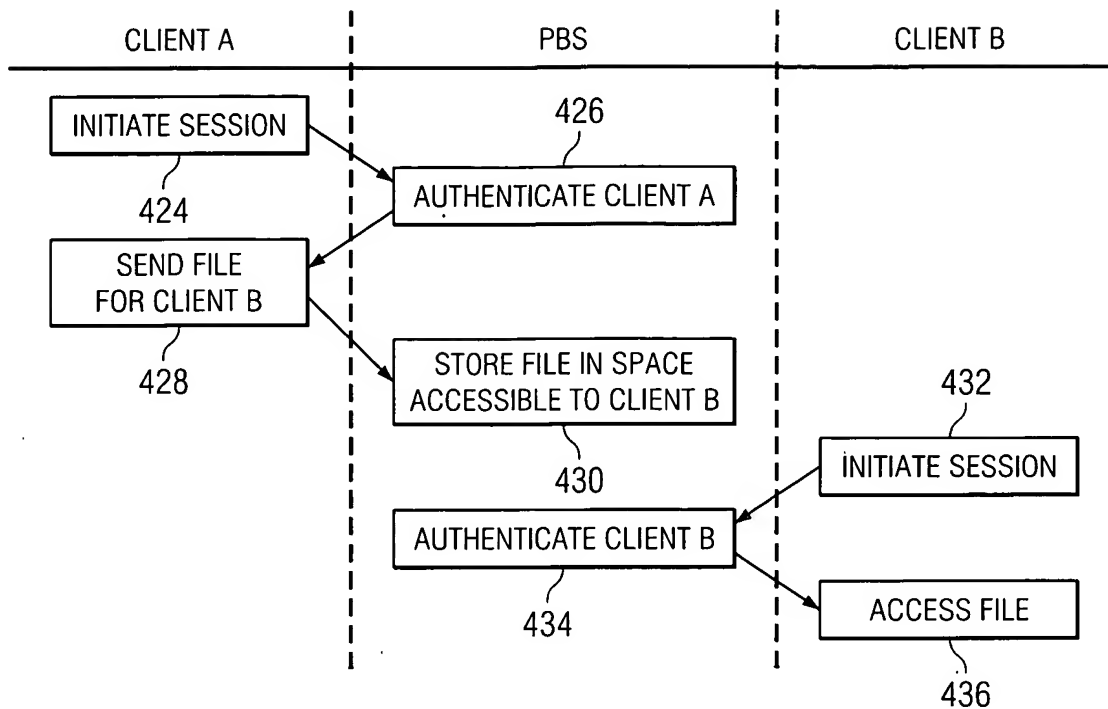 CLIENT A
PBS
CLIENT B
INITIATE SESSION
424
426
AUTHENTICATE CLIENT A
SEND FILE
FOR CLIENT B
428
STORE FILE IN SPACE
ACCESSIBLE TO CLIENT B
430
432
INITIATE SESSION
AUTHENTICATE CLIENT B
434
ACCESS FILE
436